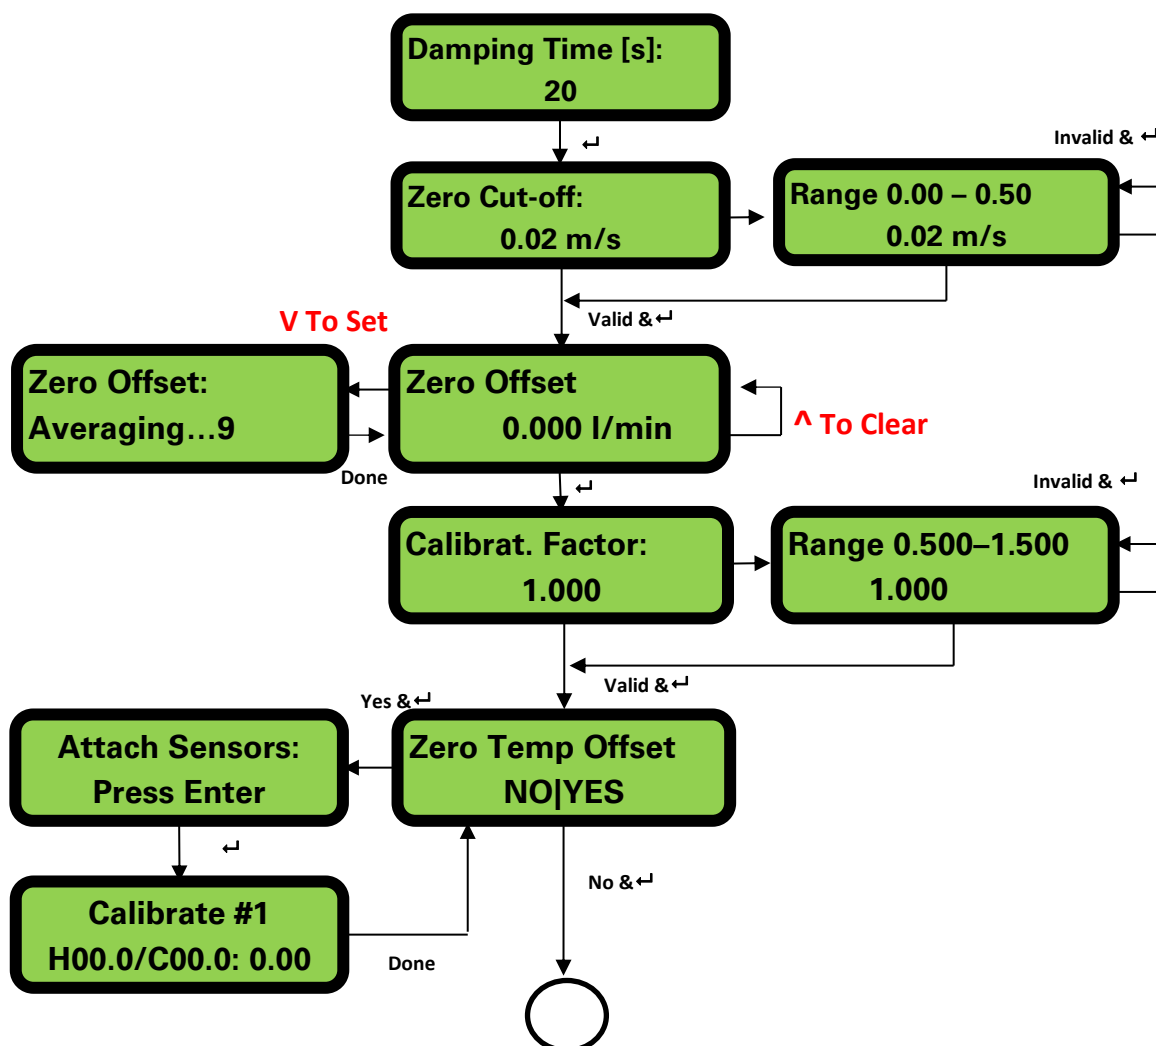 Damping Time [s]:
20
↵
Invalid & ↵
Zero Cut-off:
0.02 m/s
Range 0.00 – 0.50
0.02 m/s
Valid & ↵
V To Set
Zero Offset:
Averaging...9
Zero Offset
0.000 l/min
^ To Clear
Done
↵
Invalid & ↵
Calibrat. Factor:
1.000
Range 0.500–1.500
1.000
Valid & ↵
Yes & ↵
Attach Sensors:
Press Enter
Zero Temp Offset
NO|YES
↵
No & ↵
Calibrate #1
H00.0/C00.0: 0.00
Done